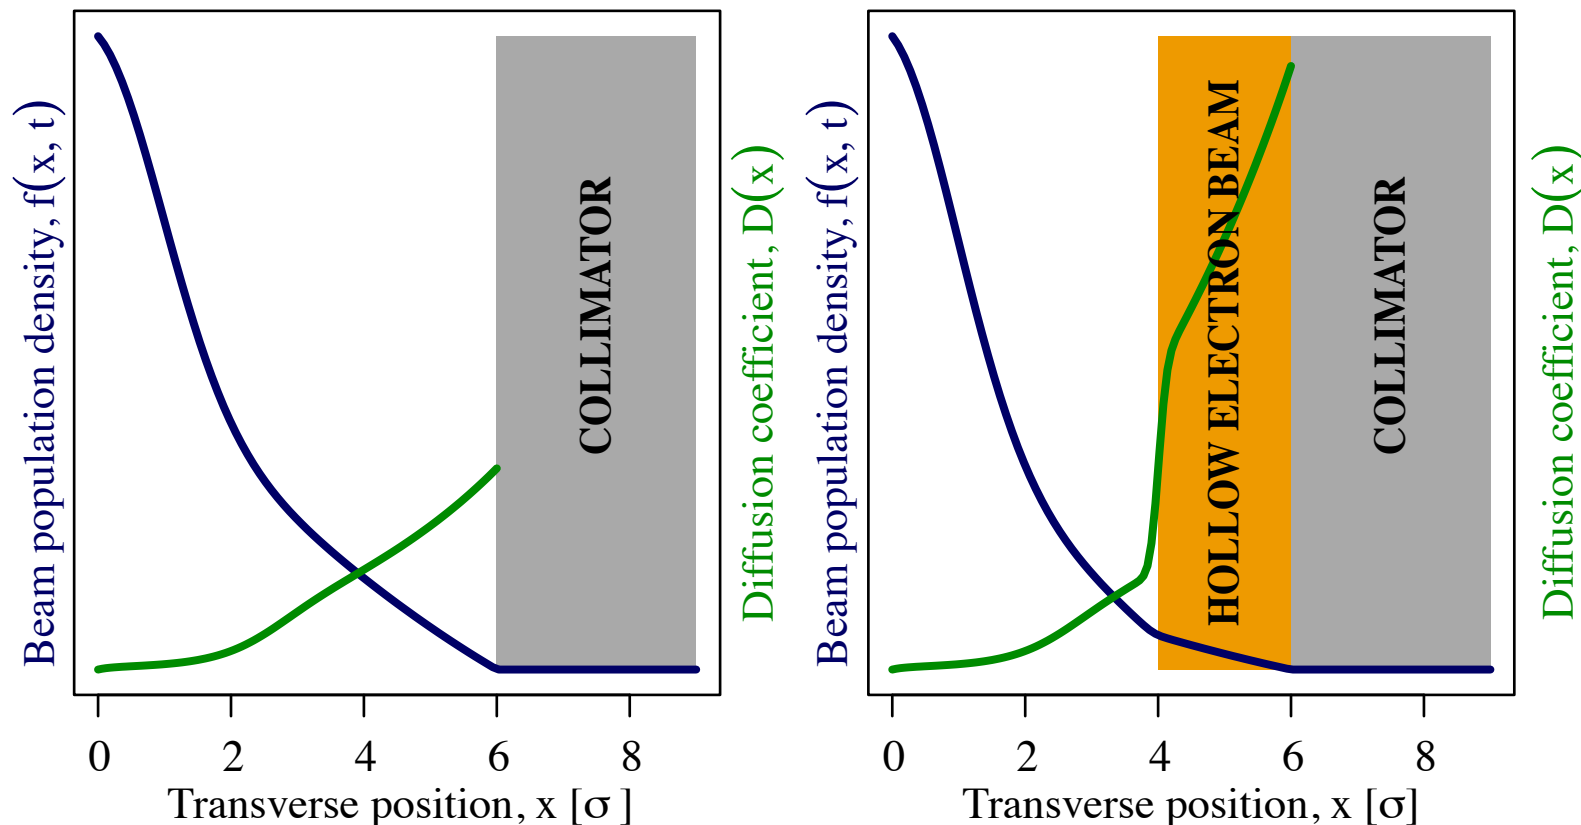 Beam population density, f(x, t)
COLLIMATOR
Diffusion coefficient, D(x)
0 2 4 6 8
Transverse position, x [σ ]
Beam population density, f(x, t)
HOLLOW ELECTRON BEAM
COLLIMATOR
Diffusion coefficient, D(x)
0 2 4 6 8
Transverse position, x [σ]